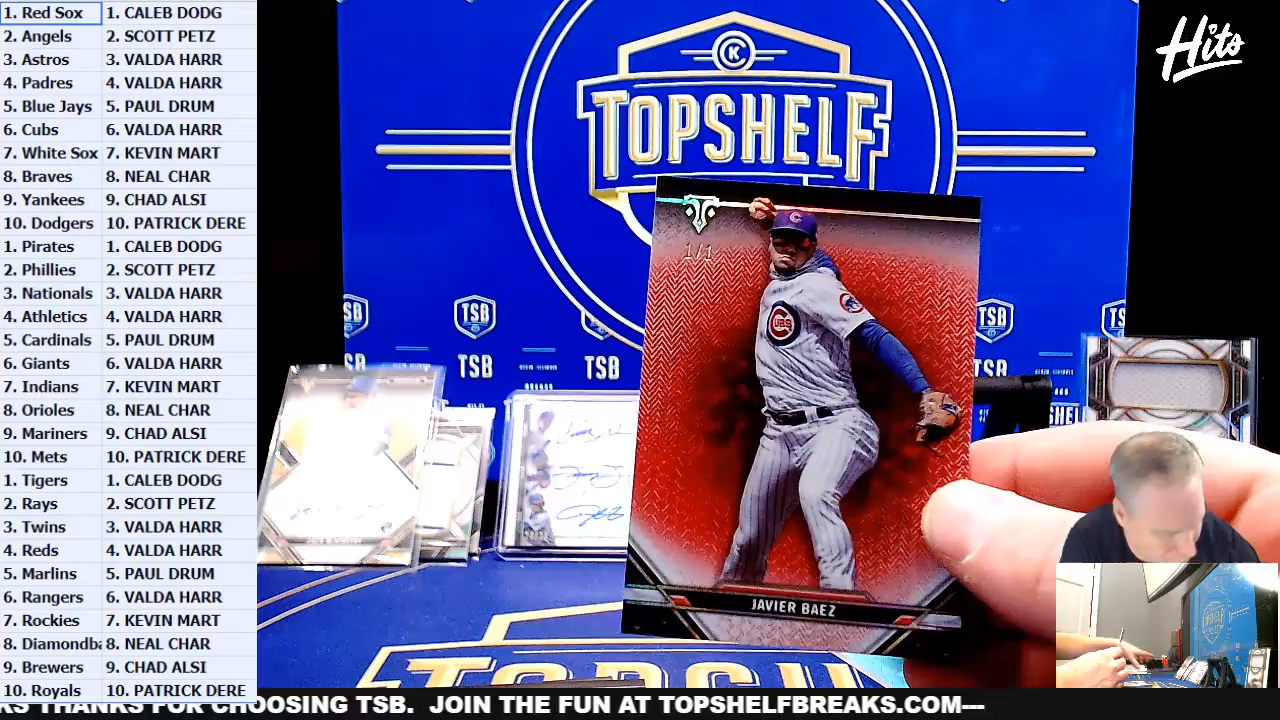 1. Red Sox 1. CALEB DODG
2. Angels 2. SCOTT PETZ
3. Astros 3. VALDA HARR
4. Padres 4. VALDA HARR
5. Blue Jays 5. PAUL DRUM
6. Cubs 6. VALDA HARR
7. White Sox 7. KEVIN MART
8. Braves 8. NEAL CHAR
9. Yankees 9. CHAD ALSI
10. Dodgers 10. PATRICK DERE
1. Pirates 1. CALEB DODG
2. Phillies 2. SCOTT PETZ
3. Nationals 3. VALDA HARR
4. Athletics 4. VALDA HARR
5. Cardinals 5. PAUL DRUM
6. Giants 6. VALDA HARR
7. Indians 7. KEVIN MART
8. Orioles 8. NEAL CHAR
9. Mariners 9. CHAD ALSI
10. Mets 10. PATRICK DERE
1. Tigers 1. CALEB DODG
2. Rays 2. SCOTT PETZ
3. Twins 3. VALDA HARR
4. Reds 4. VALDA HARR
5. Marlins 5. PAUL DRUM
6. Rangers 6. VALDA HARR
7. Rockies 7. KEVIN MART
8. Diamondba 8. NEAL CHAR
9. Brewers 9. CHAD ALSI
10. Royals 10. PATRICK DERE
Hits
K
TOPSHELF
1/1
C
CUBS
TSB
TSB
TSB
TSB
TSB
JAVIER BAEZ
KS THANKS FOR CHOOSING TSB. JOIN THE FUN AT TOPSHELFBREAKS.COM---